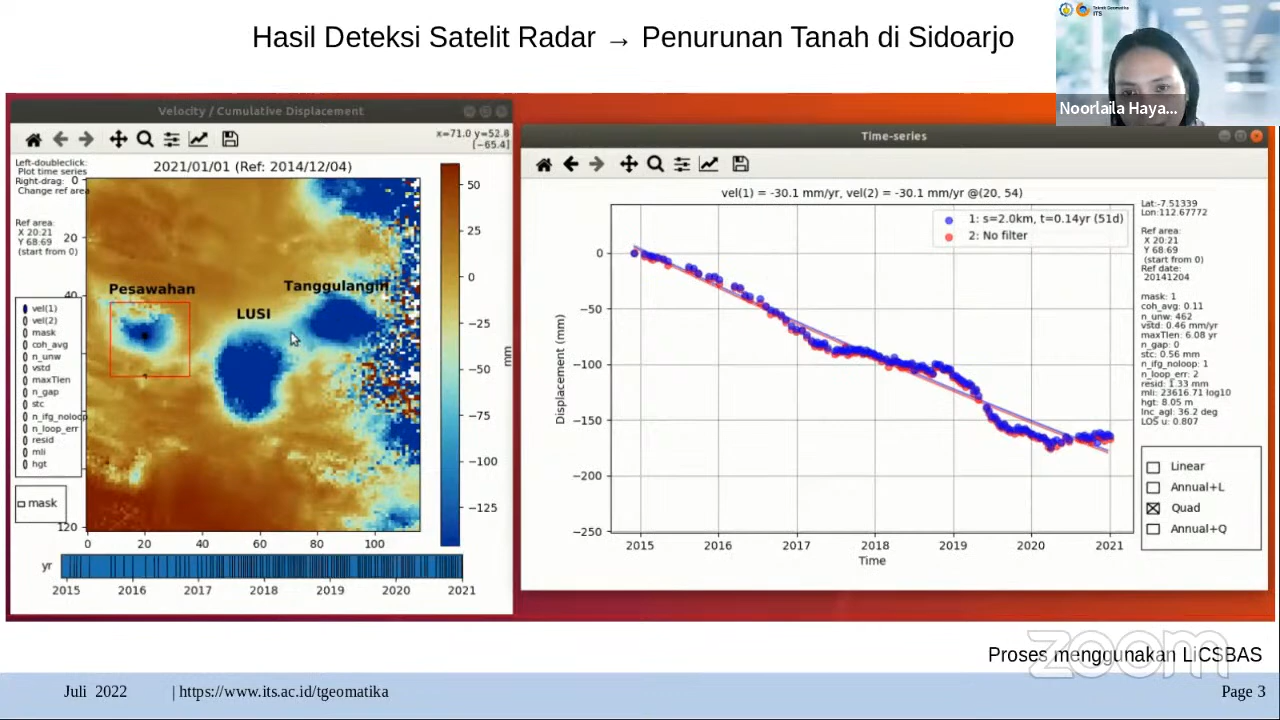 Hasil Deteksi Satelit Radar → Penurunan Tanah di Sidoarjo
Teknik Geomatika
ITS
Noorlaila Haya...
Velocity / Cumulative Displacement
x=71.0 y=52.8
[−65.4]
Left-doubleclick:
Plot time series
Right-drag:
Change ref area
Ref area:
X 20:21
Y 68:69
(start from 0)
2021/01/01 (Ref: 2014/12/04)
0
20
40
120
Pesawahan
LUSI
Tanggulangin
vel(1)
vel(2)
mask
coh_avg
n_unw
vstd
maxTlen
n_gap
stc
n_ifg_noloop
n_loop_err
resid
mli
hgt
mask
0 20 40 60 80 100
50
25
0
−25
−50
−75
−100
−125
mm
yr
2015 2016 2017 2018 2019 2020 2021
Time-series
vel(1) = -30.1 mm/yr, vel(2) = -30.1 mm/yr @(20, 54)
1: s=2.0km, t=0.14yr (51d)
2: No filter
0
−50
−100
−150
−200
−250
Displacement (mm)
2015 2016 2017 2018 2019 2020 2021
Time
Lat:-7.51339
Lon:112.67772
Ref area:
X 20:21
Y 68:69
(start from 0)
Ref date:
20141204
mask: 1
coh_avg: 0.11
n_unw: 462
vstd: 0.46 mm/yr
maxTlen: 6.08 yr
n_gap: 0
stc: 0.56 mm
n_ifg_noloop: 1
n_loop_err: 2
resid: 1.33 mm
mli: 23616.71 log10
hgt: 8.05 m
Inc_agl: 36.2 deg
LOS u: 0.807
Linear
Annual+L
Quad
Annual+Q
zoom
Proses menggunakan LiCSBAS
Juli 2022 | https://www.its.ac.id/tgeomatika Page 3